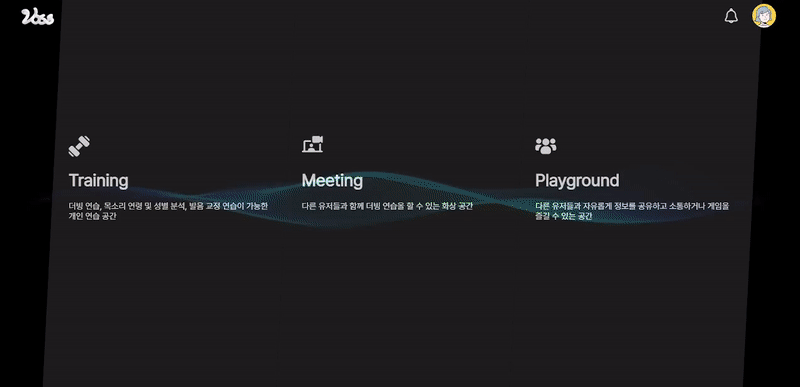 Voss
Training
더빙 연습, 목소리 연령 및 성별 분석, 발음 교정 연습이 가능한
개인 연습 공간
Meeting
다른 유저들과 함께 더빙 연습을 할 수 있는 화상 공간
Playground
다른 유저들과 자유롭게 정보를 공유하고 소통하거나 게임을
즐길 수 있는 공간